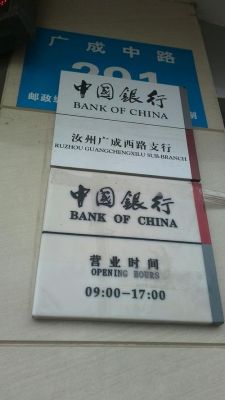 广成中路
201
邮政编
中国银行
BANK OF CHINA
汝州广成西路支行
RUZHOU GUANGCHENGXILU SUB-BRANCH
中国银行
BANK OF CHINA
营业时间
OPENING HOURS
09:00-17:00